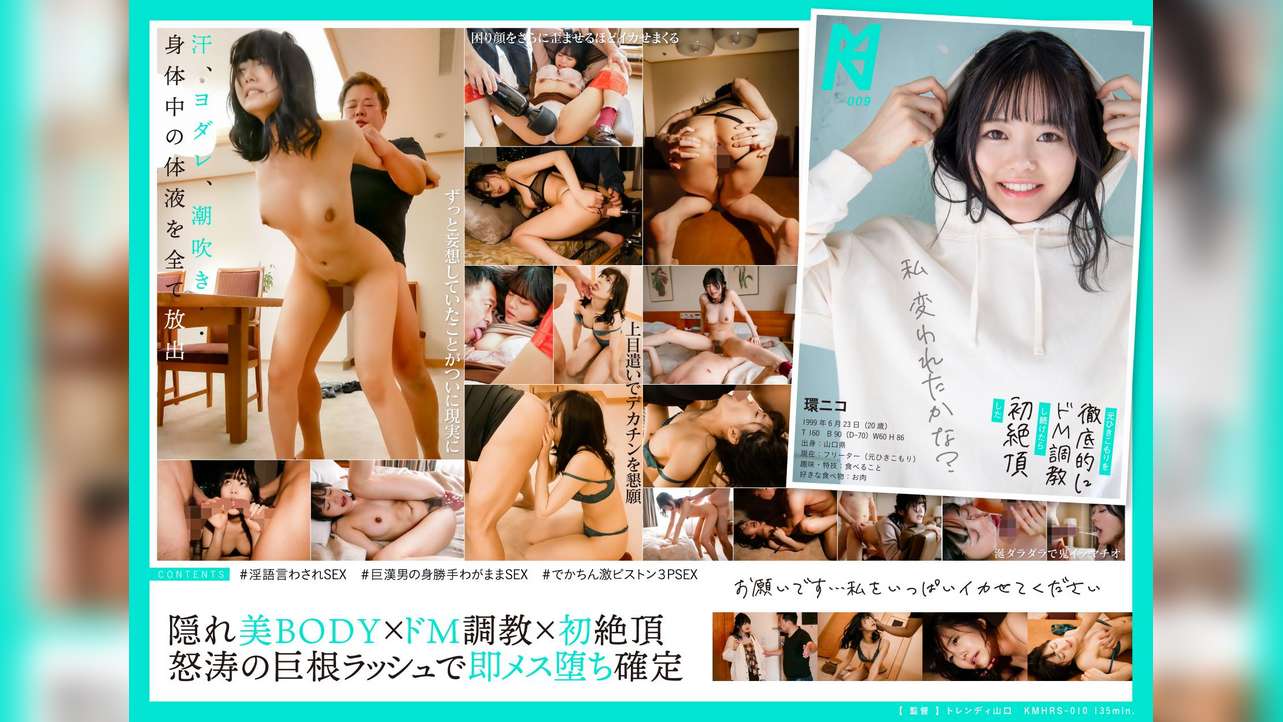 汗、ヨダレ、潮吹き…
身体中の体液を全て放出
困り顔をさらに歪ませるほどイカせまくる
ずっと妄想していたことがついに現実に
上目遣いでデカチンを懇願
涎ダラダラで鬼イラマチオ
009
私 変われたかな?
元ひきこもりを
徹底的に
ドM調教
し続けたら
初絶頂
した
環ニコ
1999年6月23日(20歳)
T 160 B 90 (D-70) W60 H 86
出身:山口県
現在:フリーター(元ひきこもり)
趣味・特技:食べること
好きな食べ物:お肉
CONTENTS #淫語言わされSEX #巨漢男の身勝手わがままSEX #でかちん激ピストン3PSEX
お願いです…私をいっぱいイカせてください
隠れ美BODY×ドM調教×初絶頂
怒涛の巨根ラッシュで即メス堕ち確定
【監督】トレンディ山口 KMHRS-010 135min.